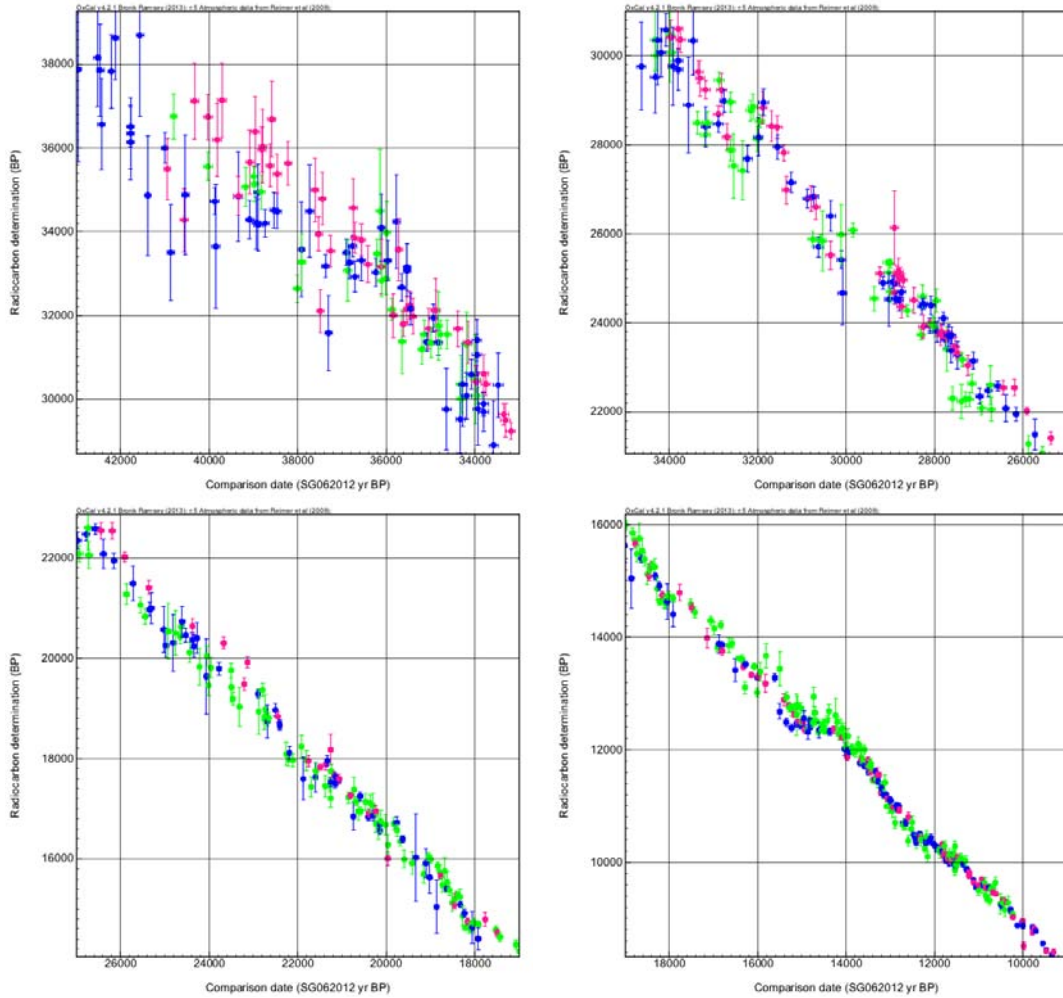 OxCal v4.2.1 Bronk Ramsey (2013); r:5 Atmospheric data from Reimer et al (2009);
38000
36000
34000
32000
30000
Radiocarbon determination (BP)
42000 40000 38000 36000 34000
Comparison date (SG062012 yr BP)
OxCal v4.2.1 Bronk Ramsey (2013); r:5 Atmospheric data from Reimer et al (2009);
30000
28000
26000
24000
22000
Radiocarbon determination (BP)
34000 32000 30000 28000 26000
Comparison date (SG062012 yr BP)
OxCal v4.2.1 Bronk Ramsey (2013); r:5 Atmospheric data from Reimer et al (2009);
22000
20000
18000
16000
Radiocarbon determination (BP)
26000 24000 22000 20000 18000
Comparison date (SG062012 yr BP)
OxCal v4.2.1 Bronk Ramsey (2013); r:5 Atmospheric data from Reimer et al (2009);
16000
14000
12000
10000
Radiocarbon determination (BP)
18000 16000 14000 12000 10000
Comparison date (SG062012 yr BP)